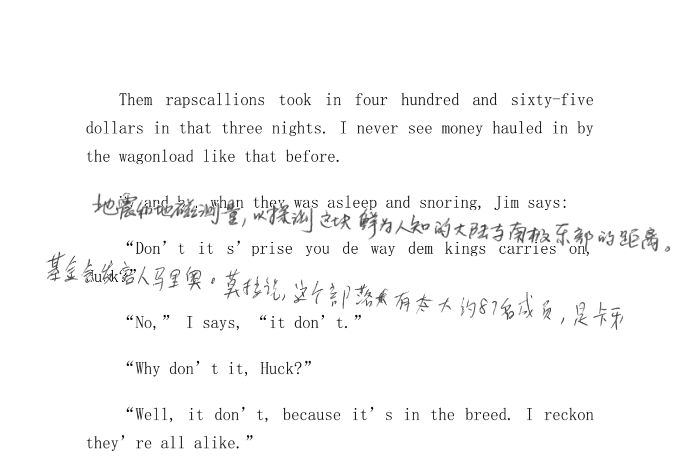 Them rapscallions took in four hundred and sixty-five
dollars in that three nights. I never see money hauled in by
the wagonload like that before.
and by, when they was asleep and snoring, Jim says:
地震和地磁测量,以探测这块鲜为人知的大陆与南极东部的距离。
“Don’t it s’prise you de way dem kings carries on,
Huck?”
基金会发言人马里奥。莫拉说,这个部落有大约87名成员,是卡牙
“No,” I says, “it don’t.”
“Why don’t it, Huck?”
“Well, it don’t, because it’s in the breed. I reckon
they’re all alike.”